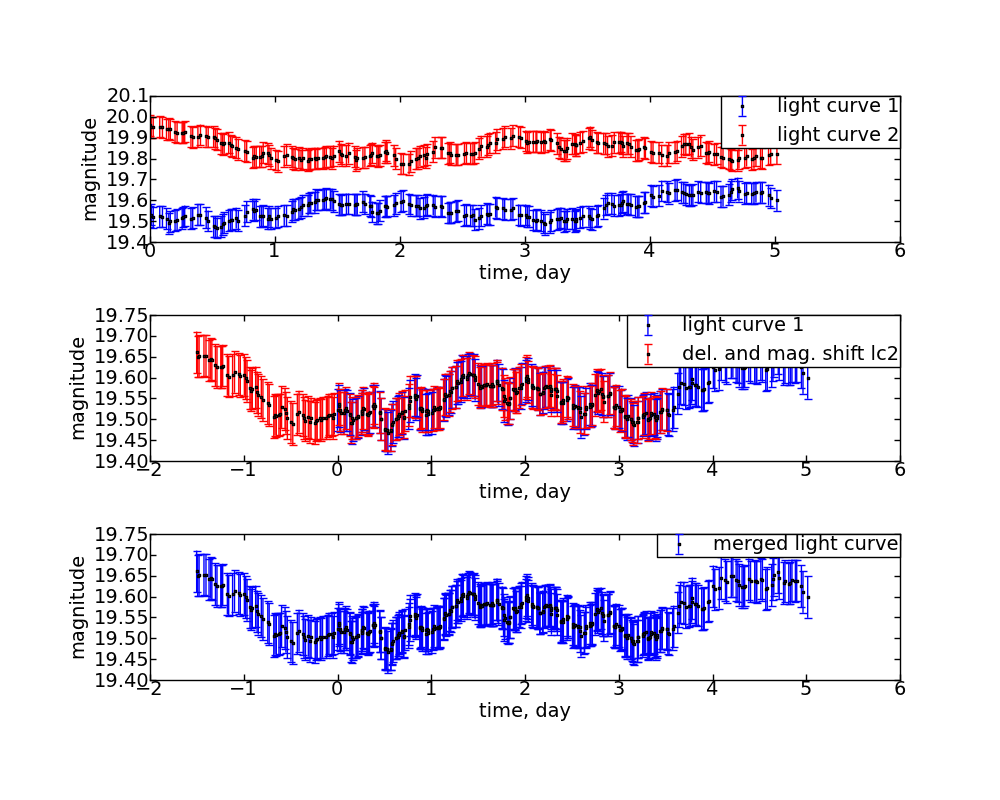 20.1
20.0
19.9
19.8
19.7
19.6
19.5
19.4
magnitude
light curve 1
light curve 2
0 1 2 3 4 5 6
time, day
19.75
19.70
19.65
19.60
19.55
19.50
19.45
19.40
magnitude
light curve 1
del. and mag. shift lc2
−2 −1 0 1 2 3 4 5 6
time, day
19.75
19.70
19.65
19.60
19.55
19.50
19.45
19.40
magnitude
merged light curve
−2 −1 0 1 2 3 4 5 6
time, day